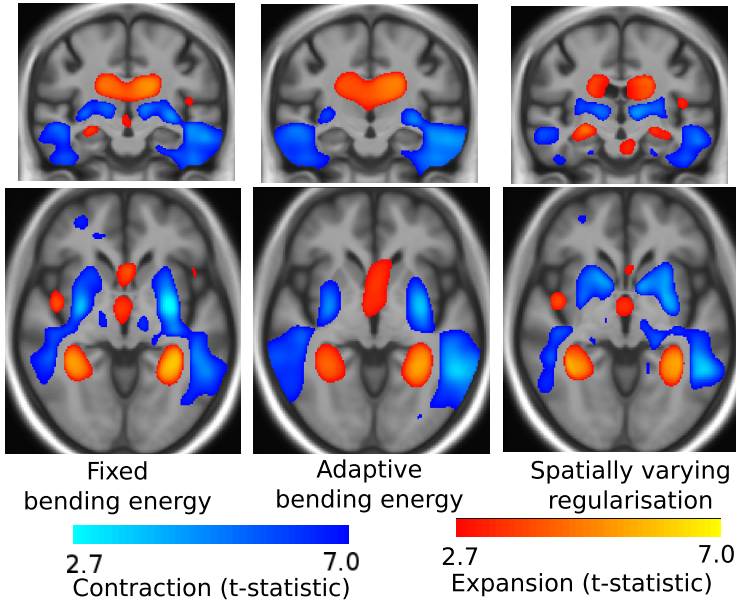 Fixed
bending energy
Adaptive
bending energy
Spatially varying
regularisation
2.7 7.0
Contraction (t-statistic)
2.7 7.0
Expansion (t-statistic)